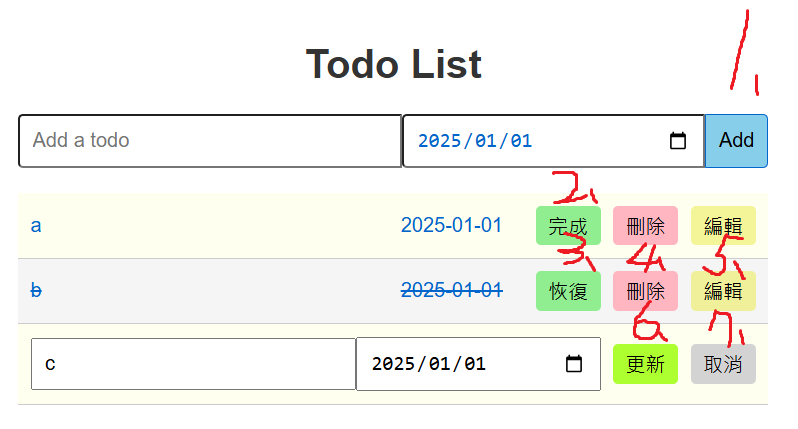 1、
Todo List
Add a todo 2025/01/01 Add
2、
a 2025-01-01 完成 刪除 編輯
3、 4、 5、
b 2025-01-01 恢復 刪除 編輯
6、 7、
c 2025/01/01 更新 取消